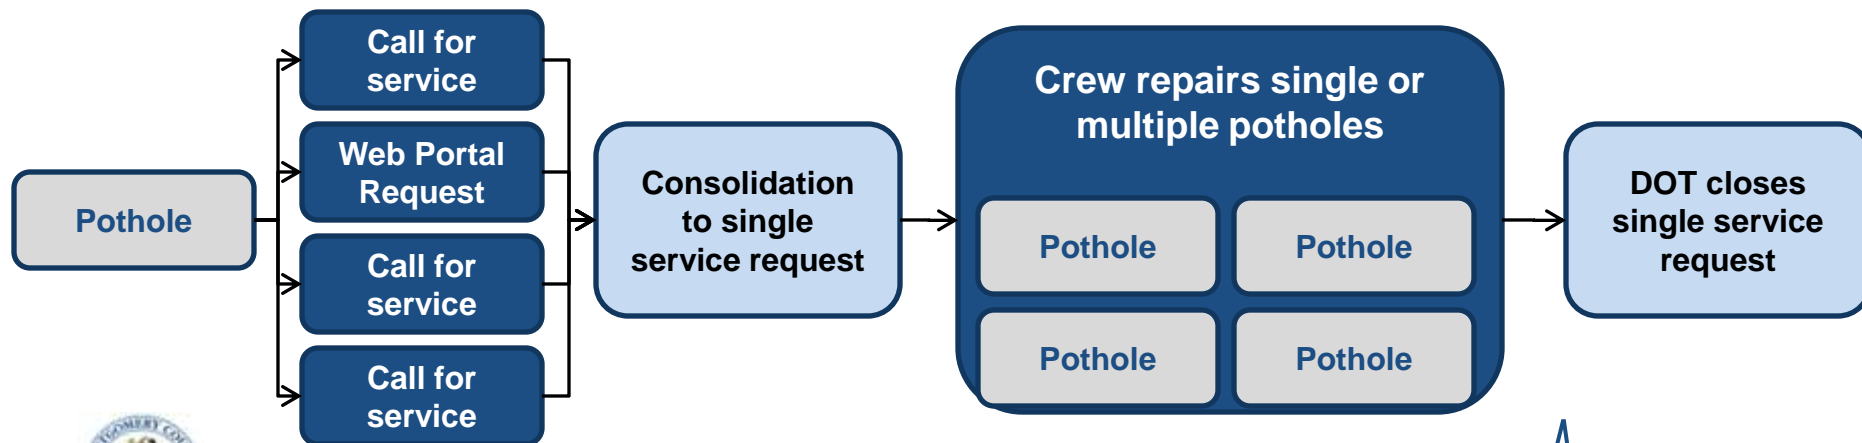 Pothole
Call for
service
Web Portal
Request
Call for
service
Call for
service
Consolidation
to single
service request
Crew repairs single or
multiple potholes
Pothole
Pothole
Pothole
Pothole
DOT closes
single service
request